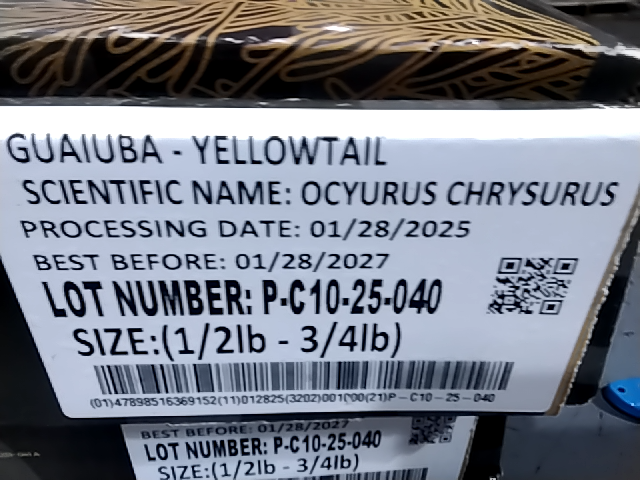 GUAIUBA - YELLOWTAIL
SCIENTIFIC NAME: OCYURUS CHRYSURUS
PROCESSING DATE: 01/28/2025
BEST BEFORE: 01/28/2027
LOT NUMBER: P-C10-25-040
SIZE:(1/2lb - 3/4lb)
(01)47898516369152(11)012825(3202)001000(21)P - C10 - 25 - 040
BEST BEFORE: 01/28/2027
LOT NUMBER: P-C10-25-040
SIZE:(1/2lb - 3/4lb)